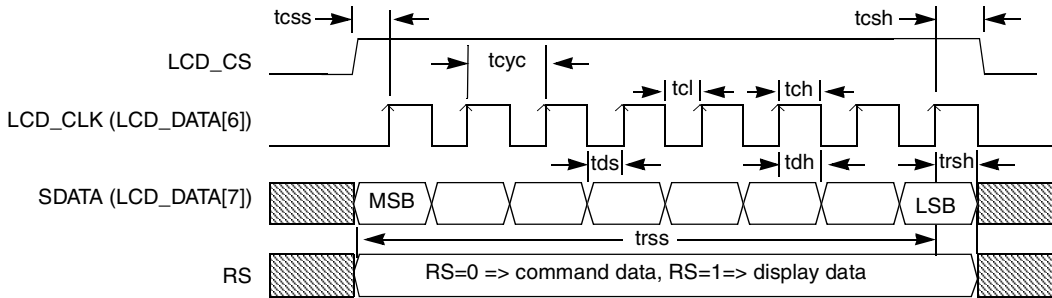 tcss
tcsh
LCD_CS
tcyc
tcl
tch
LCD_CLK (LCD_DATA[6])
tds
tdh
trsh
SDATA (LCD_DATA[7])
MSB
LSB
trss
RS
RS=0 => command data, RS=1=> display data